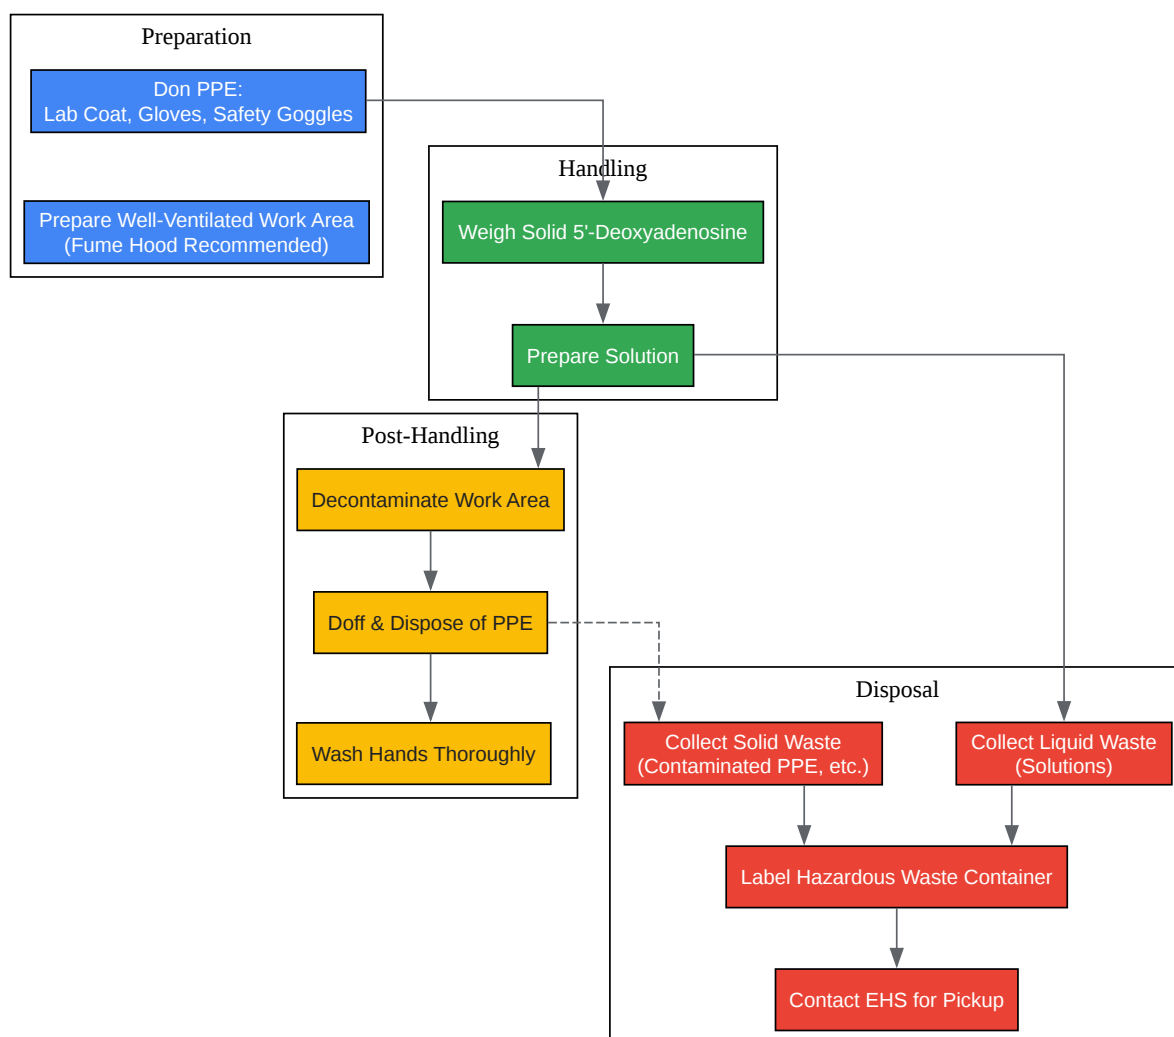 Preparation
Don PPE:
Lab Coat, Gloves, Safety Goggles
Prepare Well-Ventilated Work Area
(Fume Hood Recommended)
Handling
Weigh Solid 5'-Deoxyadenosine
Prepare Solution
Post-Handling
Decontaminate Work Area
Doff & Dispose of PPE
Wash Hands Thoroughly
Disposal
Collect Solid Waste
(Contaminated PPE, etc.)
Collect Liquid Waste
(Solutions)
Label Hazardous Waste Container
Contact EHS for Pickup